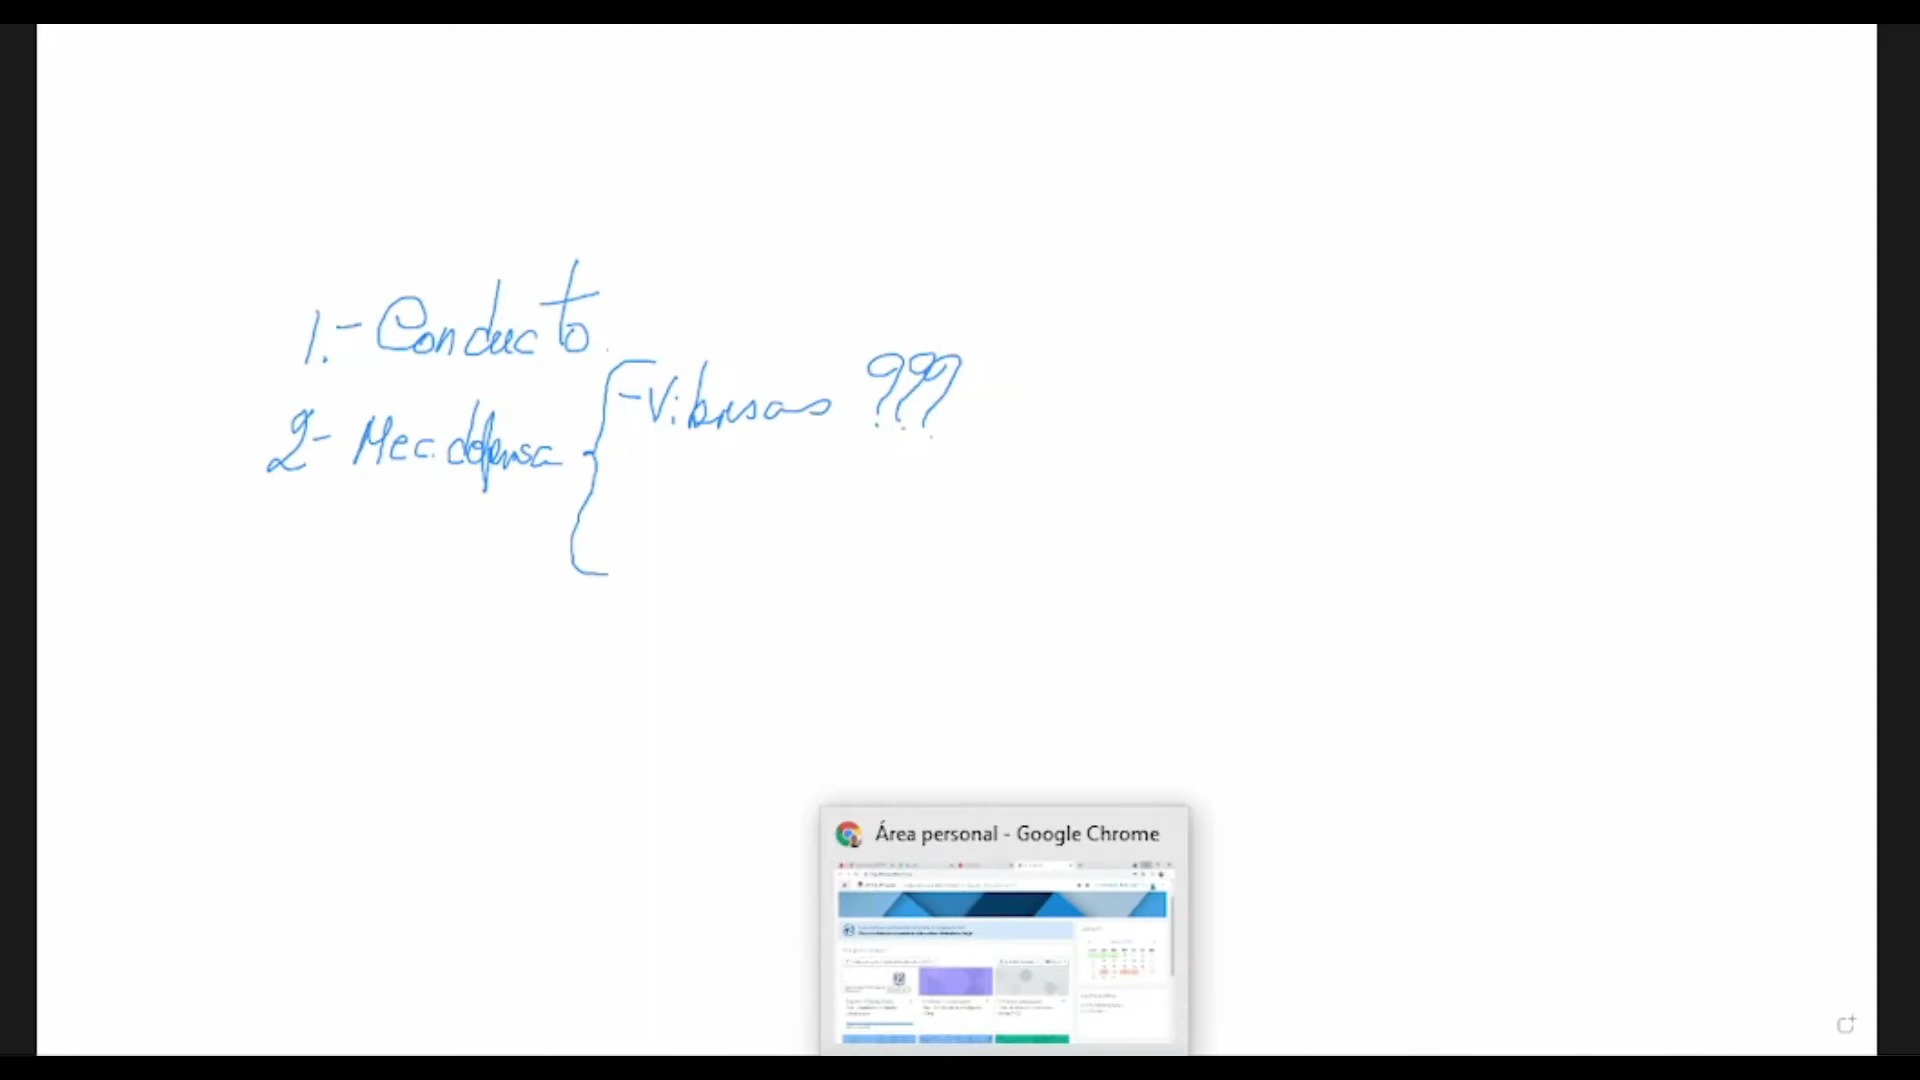 1.- Conducto
2- Mec. defensa
- Vibrisas ???
Área personal - Google Chrome